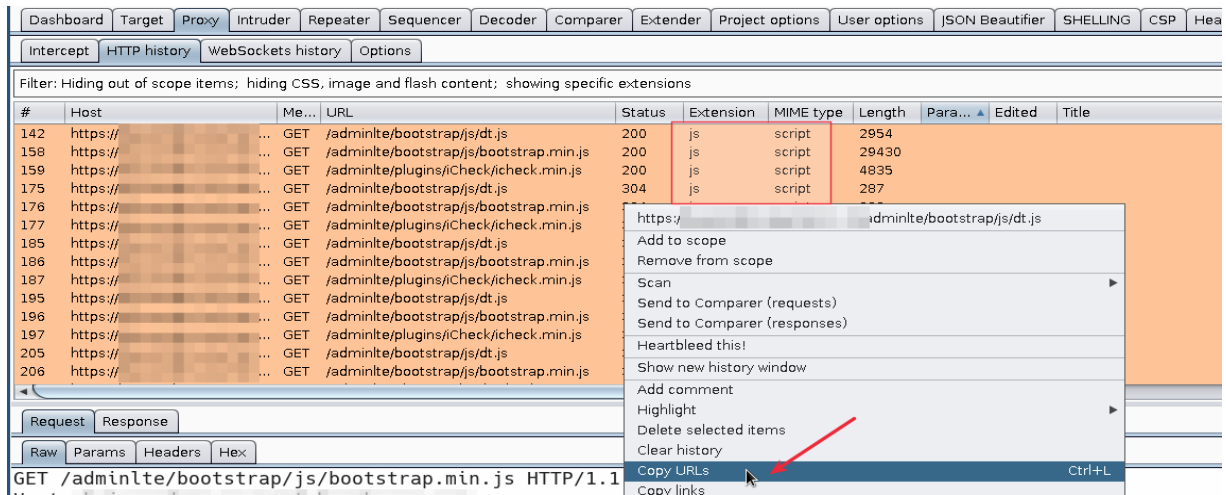 Dashboard Target Proxy Intruder Repeater Sequencer Decoder Comparer Extender Project options User options JSON Beautifier SHELLING CSP Hea
Intercept HTTP history WebSockets history Options
Filter: Hiding out of scope items; hiding CSS, image and flash content; showing specific extensions
# Host Me... URL Status Extension MIME type Length Para... Edited Title
142 https:// ... GET /adminlte/bootstrap/js/dt.js 200 js script 2954
158 https:// ... GET /adminlte/bootstrap/js/bootstrap.min.js 200 js script 29430
159 https:// ... GET /adminlte/plugins/iCheck/icheck.min.js 200 js script 4835
175 https:// ... GET /adminlte/bootstrap/js/dt.js 304 js script 287
176 https:// ... GET /adminlte/bootstrap/js/bootstrap.min.js
177 https:// ... GET /adminlte/plugins/iCheck/icheck.min.js
185 https:// ... GET /adminlte/bootstrap/js/dt.js
186 https:// ... GET /adminlte/bootstrap/js/bootstrap.min.js
187 https:// ... GET /adminlte/plugins/iCheck/icheck.min.js
195 https:// ... GET /adminlte/bootstrap/js/dt.js
196 https:// ... GET /adminlte/bootstrap/js/bootstrap.min.js
197 https:// ... GET /adminlte/plugins/iCheck/icheck.min.js
205 https:// ... GET /adminlte/bootstrap/js/dt.js
206 https:// ... GET /adminlte/bootstrap/js/bootstrap.min.js
https:/ adminlte/bootstrap/js/dt.js
Add to scope
Remove from scope
Scan
Send to Comparer (requests)
Send to Comparer (responses)
Heartbleed this!
Show new history window
Add comment
Highlight
Delete selected items
Clear history
Copy URLs Ctrl+L
Copy links
Request Response
Raw Params Headers Hex
GET /adminlte/bootstrap/js/bootstrap.min.js HTTP/1.1